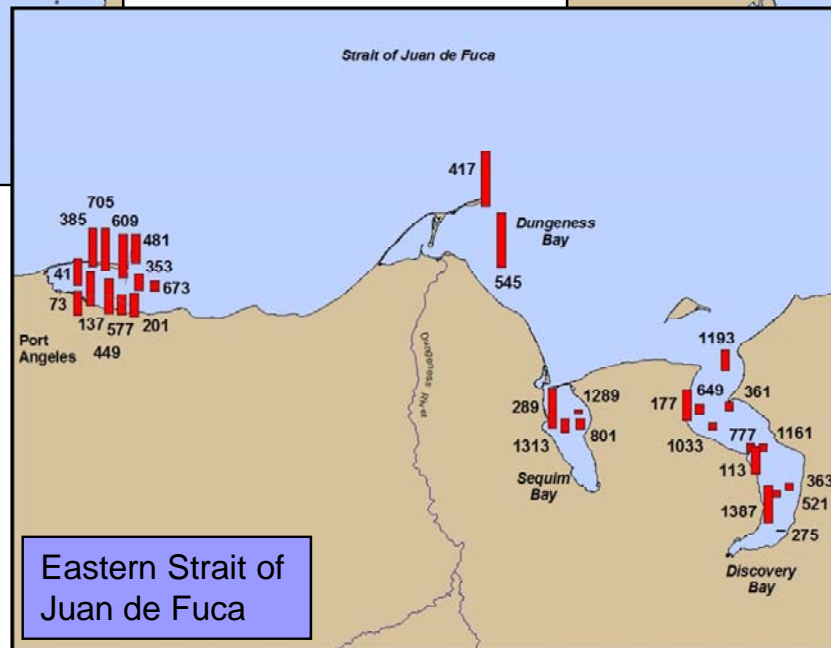 Strait of Juan de Fuca
417
705
385
609
481
Dungeness
Bay
41
353
673
545
73
137
577
201
Port
Angeles
449
Dungeness River
1193
289
1289
177
649
361
1313
801
1033
777
1161
Sequim
Bay
113
363
1387
521
275
Discovery
Bay
Eastern Strait of
Juan de Fuca